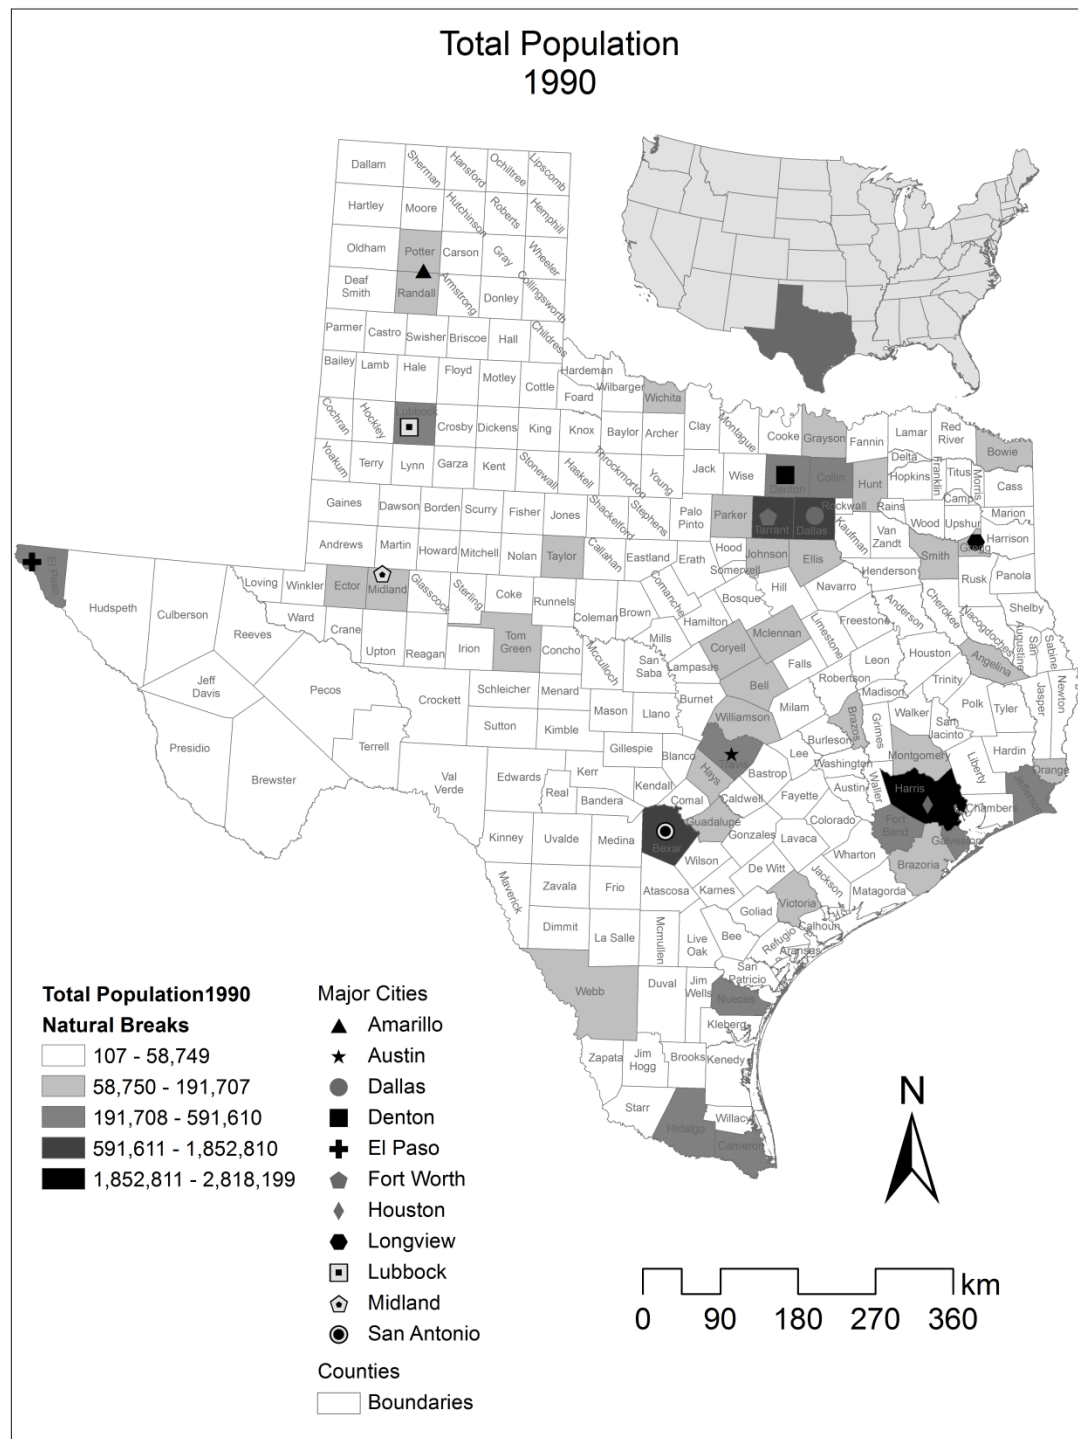 Total Population
1990
Dallam
Sherman
Hansford
Ochiltree
Lipscomb
Hartley
Moore
Hutchinson
Roberts
Hemphill
Oldham
Potter
Carson
Gray
Wheeler
Deaf
Smith
Randall
Armstrong
Donley
Collingsworth
Parmer
Castro
Swisher
Briscoe
Hall
Childress
Bailey
Lamb
Hale
Floyd
Motley
Cottle
Hardeman
Foard
Wilbarger
Wichita
Cochran
Hockley
Lubbock
Crosby
Dickens
King
Knox
Baylor
Archer
Clay
Montague
Cooke
Grayson
Fannin
Lamar
Red
River
Bowie
Yoakum
Terry
Lynn
Garza
Kent
Stonewall
Haskell
Throckmorton
Young
Jack
Wise
Denton
Collin
Hunt
Delta
Hopkins
Franklin
Titus
Morris
Cass
Camp
Gaines
Dawson
Borden
Scurry
Fisher
Jones
Shackelford
Stephens
Palo
Pinto
Parker
Tarrant
Dallas
Rockwall
Kaufman
Rains
Van
Zandt
Wood
Upshur
Marion
Harrison
Gregg
Smith
Andrews
Martin
Howard
Mitchell
Nolan
Taylor
Callahan
Eastland
Erath
Hood
Somervell
Johnson
Ellis
Henderson
Rusk
Panola
El Paso
Hudspeth
Culberson
Reeves
Loving
Winkler
Ector
Midland
Glasscock
Sterling
Coke
Runnels
Coleman
Brown
Comanche
Hamilton
Bosque
Hill
Navarro
Freestone
Anderson
Cherokee
Nacogdoches
Shelby
Ward
Crane
Upton
Reagan
Irion
Tom
Green
Concho
Mcculloch
San
Saba
Mills
Lampasas
Coryell
Mclennan
Limestone
Falls
Leon
Houston
Angelina
San
Augustine
Sabine
Jeff
Davis
Pecos
Crockett
Schleicher
Menard
Mason
Llano
Burnet
Bell
Milam
Robertson
Madison
Trinity
Polk
Tyler
Jasper
Newton
Presidio
Brewster
Terrell
Sutton
Kimble
Gillespie
Blanco
Williamson
Travis
Lee
Burleson
Brazos
Grimes
Walker
San
Jacinto
Hardin
Montgomery
Liberty
Orange
Val
Verde
Edwards
Real
Kerr
Bandera
Kendall
Comal
Hays
Bastrop
Caldwell
Fayette
Washington
Austin
Waller
Harris
Chambers
Jefferson
Kinney
Uvalde
Medina
Bexar
Guadalupe
Gonzales
Lavaca
Colorado
Fort
Bend
Galveston
Brazoria
Wharton
Maverick
Zavala
Frio
Atascosa
Wilson
Karnes
De Witt
Jackson
Matagorda
Victoria
Goliad
Calhoun
Dimmit
La Salle
Mcmullen
Live
Oak
Bee
Refugio
Aransas
San
Patricio
Webb
Duval
Jim
Wells
Nueces
Kleberg
Zapata
Jim
Hogg
Brooks
Kenedy
Starr
Hidalgo
Willacy
Cameron
Total Population1990
Natural Breaks
107 - 58,749
58,750 - 191,707
191,708 - 591,610
591,611 - 1,852,810
1,852,811 - 2,818,199
Major Cities
Amarillo
Austin
Dallas
Denton
El Paso
Fort Worth
Houston
Longview
Lubbock
Midland
San Antonio
Counties
Boundaries
N
km
0 90 180 270 360